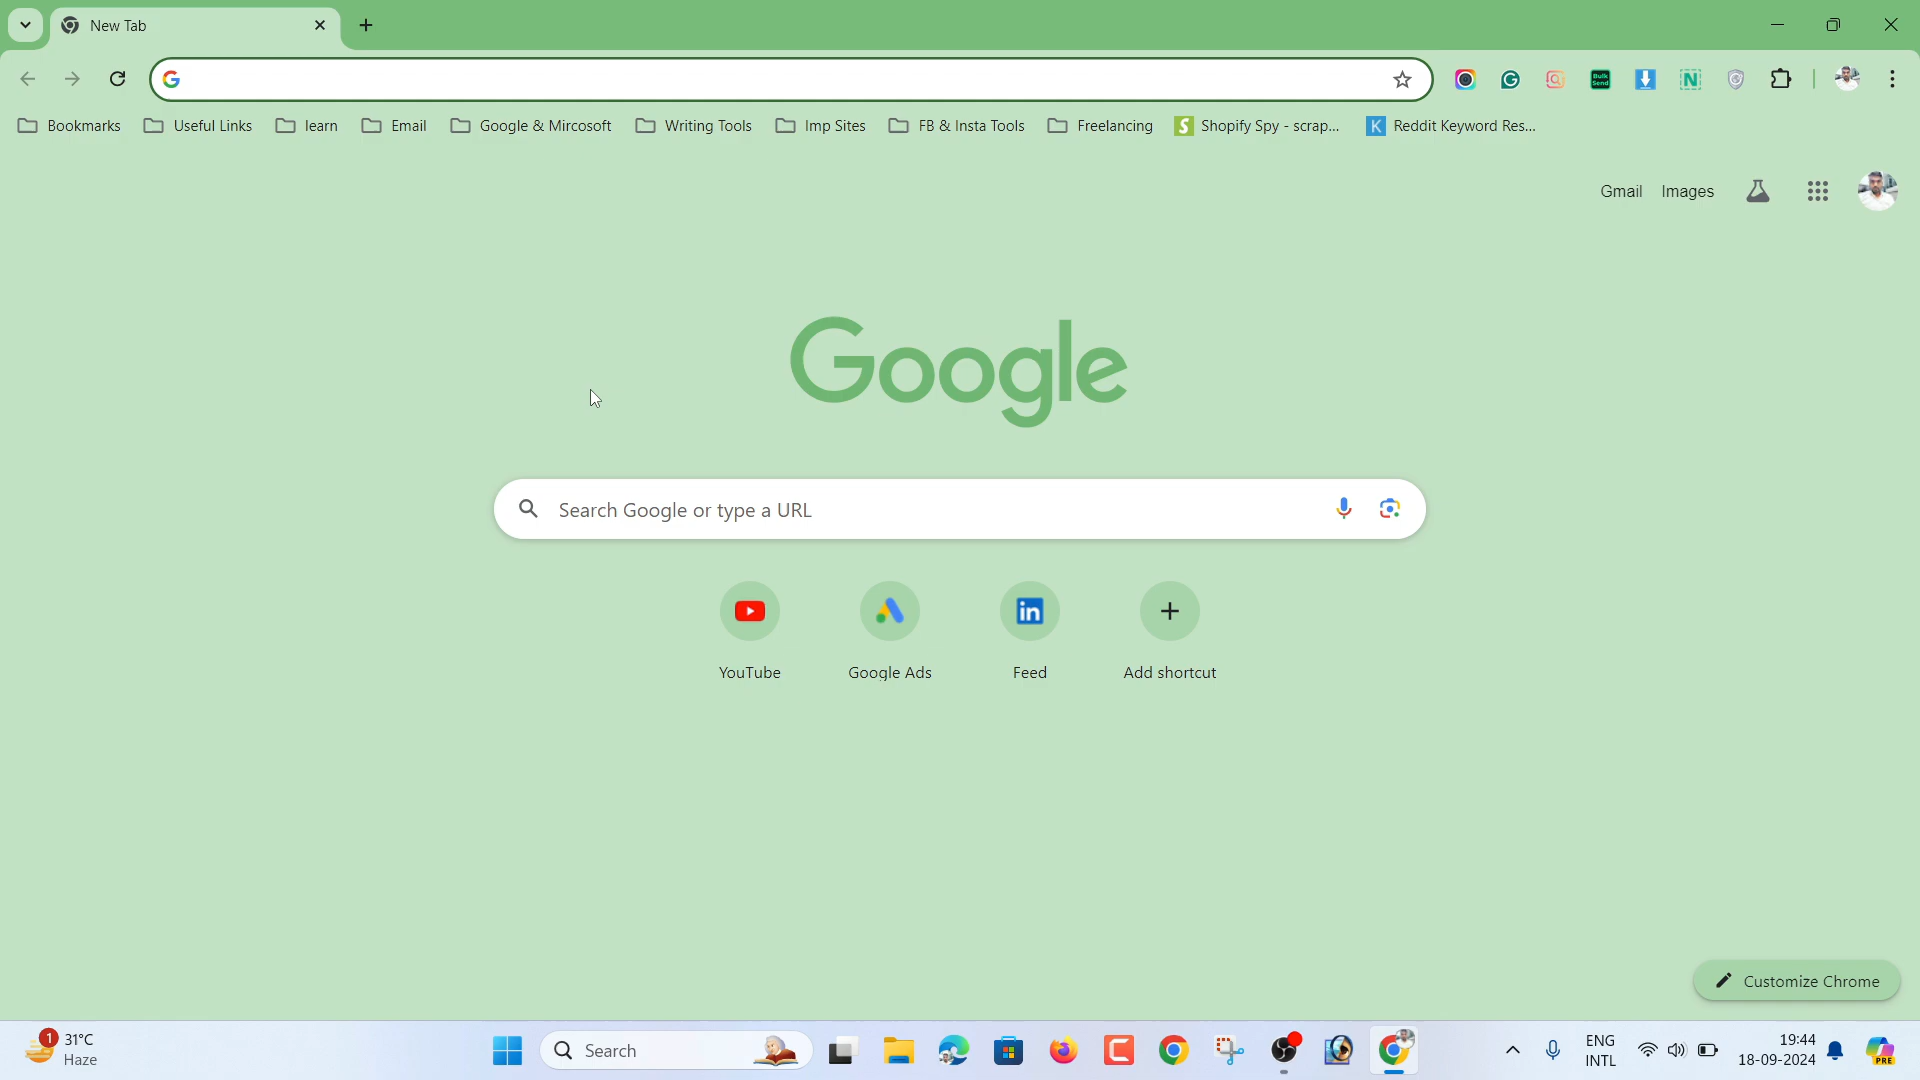 New Tab
Bookmarks Useful Links learn Email Google & Mircosoft Writing Tools Imp Sites FB & Insta Tools Freelancing Shopify Spy - scrap... Reddit Keyword Res...
Gmail Images
Google
Search Google or type a URL
YouTube Google Ads Feed Add shortcut
Customize Chrome
1 31°C
Haze
Search
ENG
INTL
19:44
18-09-2024
PRE